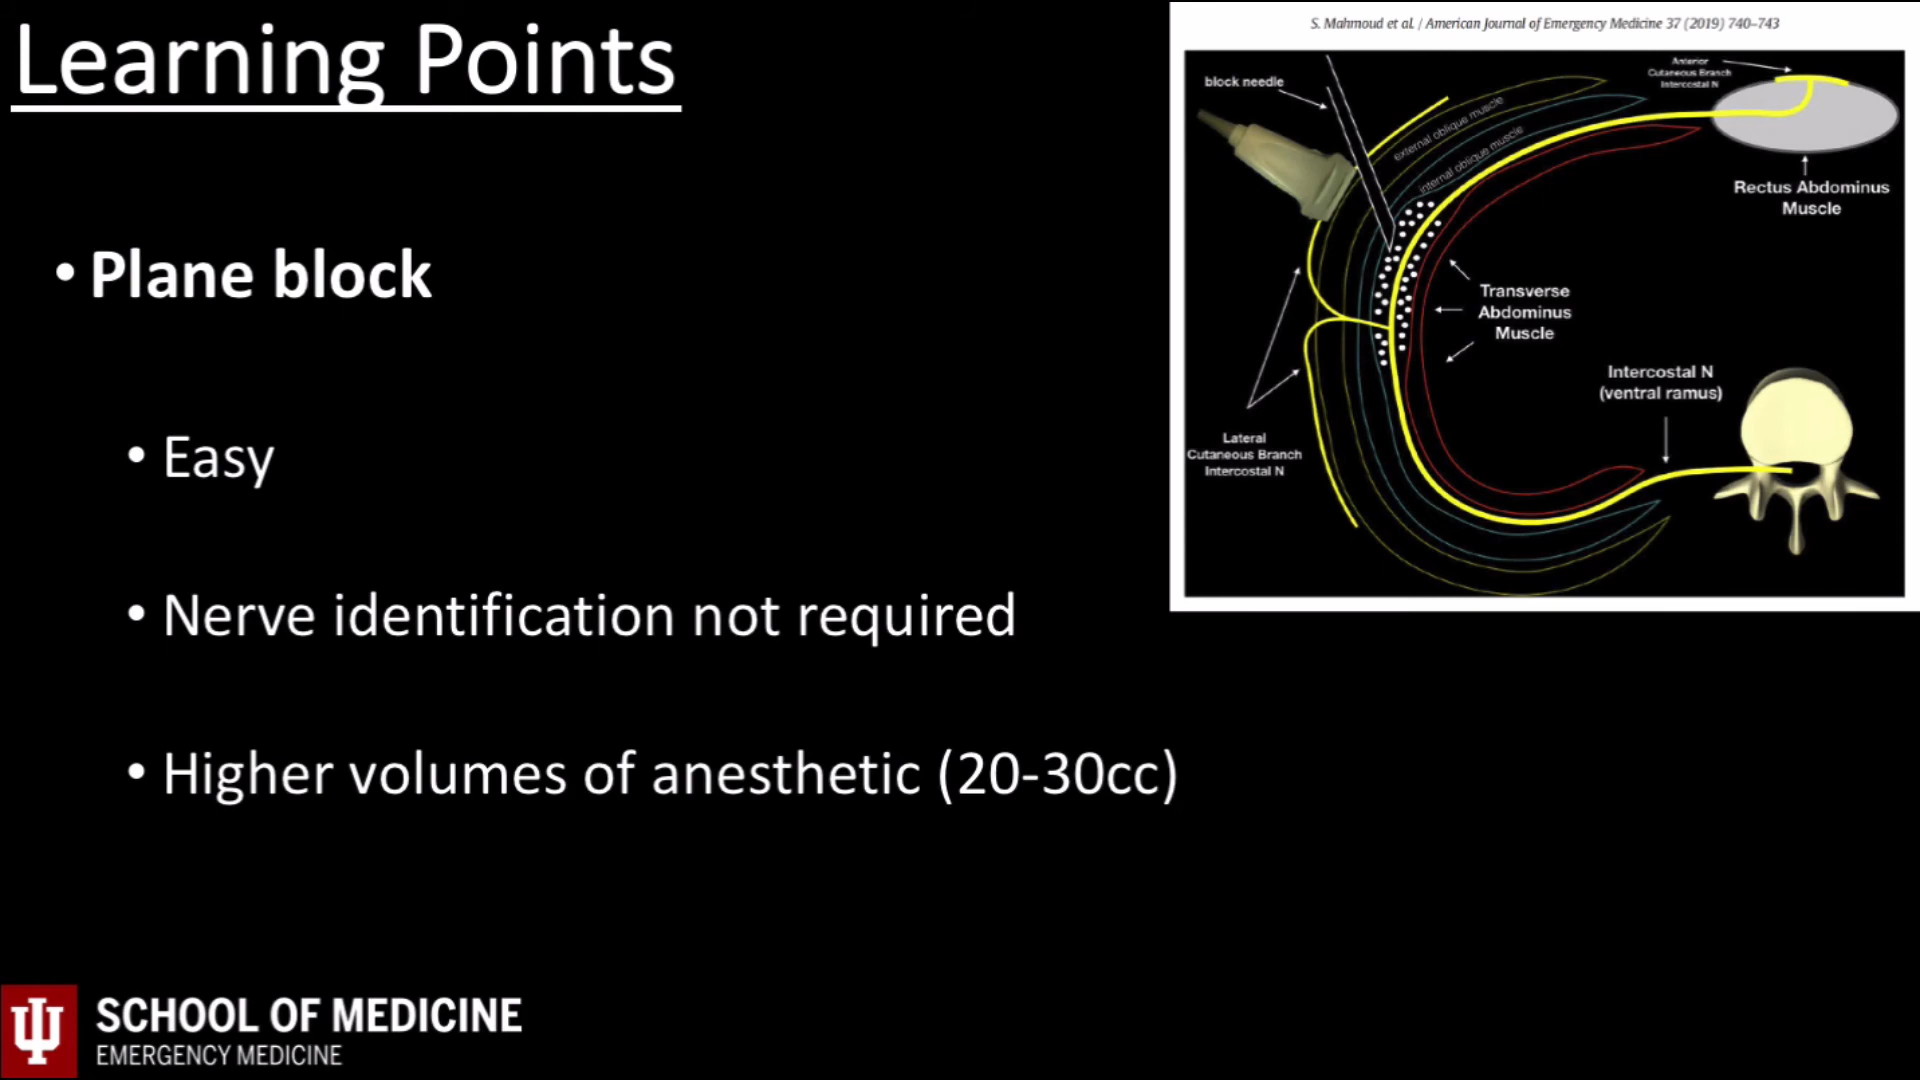 Learning Points
• Plane block
• Easy
• Nerve identification not required
• Higher volumes of anesthetic (20-30cc)
S. Mahmoud et al. / American Journal of Emergency Medicine 37 (2019) 740–743
block needle
external oblique muscle
internal oblique muscle
Anterior
Cutaneous Branch
Intercostal N
Rectus Abdominus
Muscle
Transverse
Abdominus
Muscle
Intercostal N
(ventral ramus)
Lateral
Cutaneous Branch
Intercostal N
SCHOOL OF MEDICINE
EMERGENCY MEDICINE